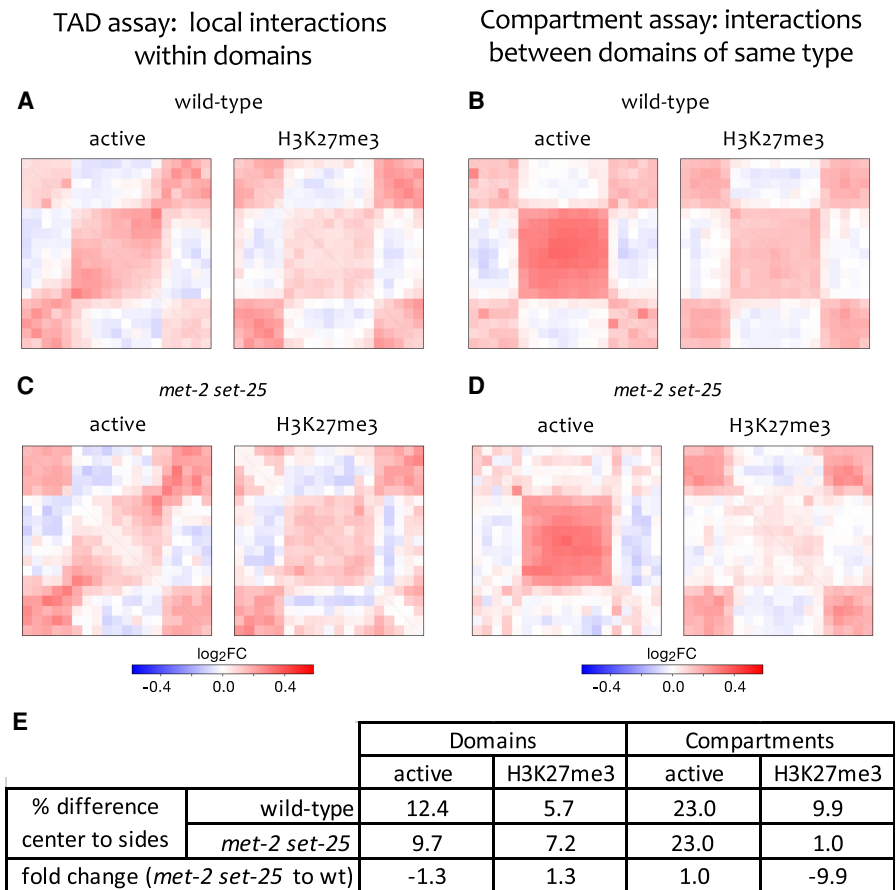 TAD assay: local interactions
within domains
Compartment assay: interactions
between domains of same type
A
wild-type
active
H3K27me3
B
wild-type
active
H3K27me3
C
met-2 set-25
active
H3K27me3
D
met-2 set-25
active
H3K27me3
log2FC
-0.4 0.0 0.4
log2FC
-0.4 0.0 0.4
E
Domains Compartments
active H3K27me3 active H3K27me3
% difference
center to sides
wild-type 12.4 5.7 23.0 9.9
met-2 set-25 9.7 7.2 23.0 1.0
fold change (met-2 set-25 to wt) -1.3 1.3 1.0 -9.9